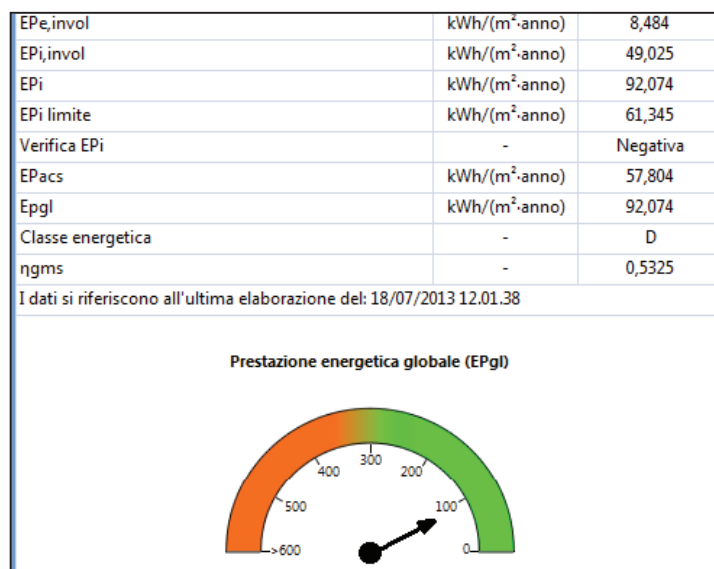 EPe,invol kWh/(m²·anno) 8,484
EPi,invol kWh/(m²·anno) 49,025
EPi kWh/(m²·anno) 92,074
EPi limite kWh/(m²·anno) 61,345
Verifica EPi - Negativa
EPacs kWh/(m²·anno) 57,804
Epgl kWh/(m²·anno) 92,074
Classe energetica - D
ηgms - 0,5325
I dati si riferiscono all'ultima elaborazione del: 18/07/2013 12.01.38
Prestazione energetica globale (EPgl)
300
400 200
500 100
>600 0